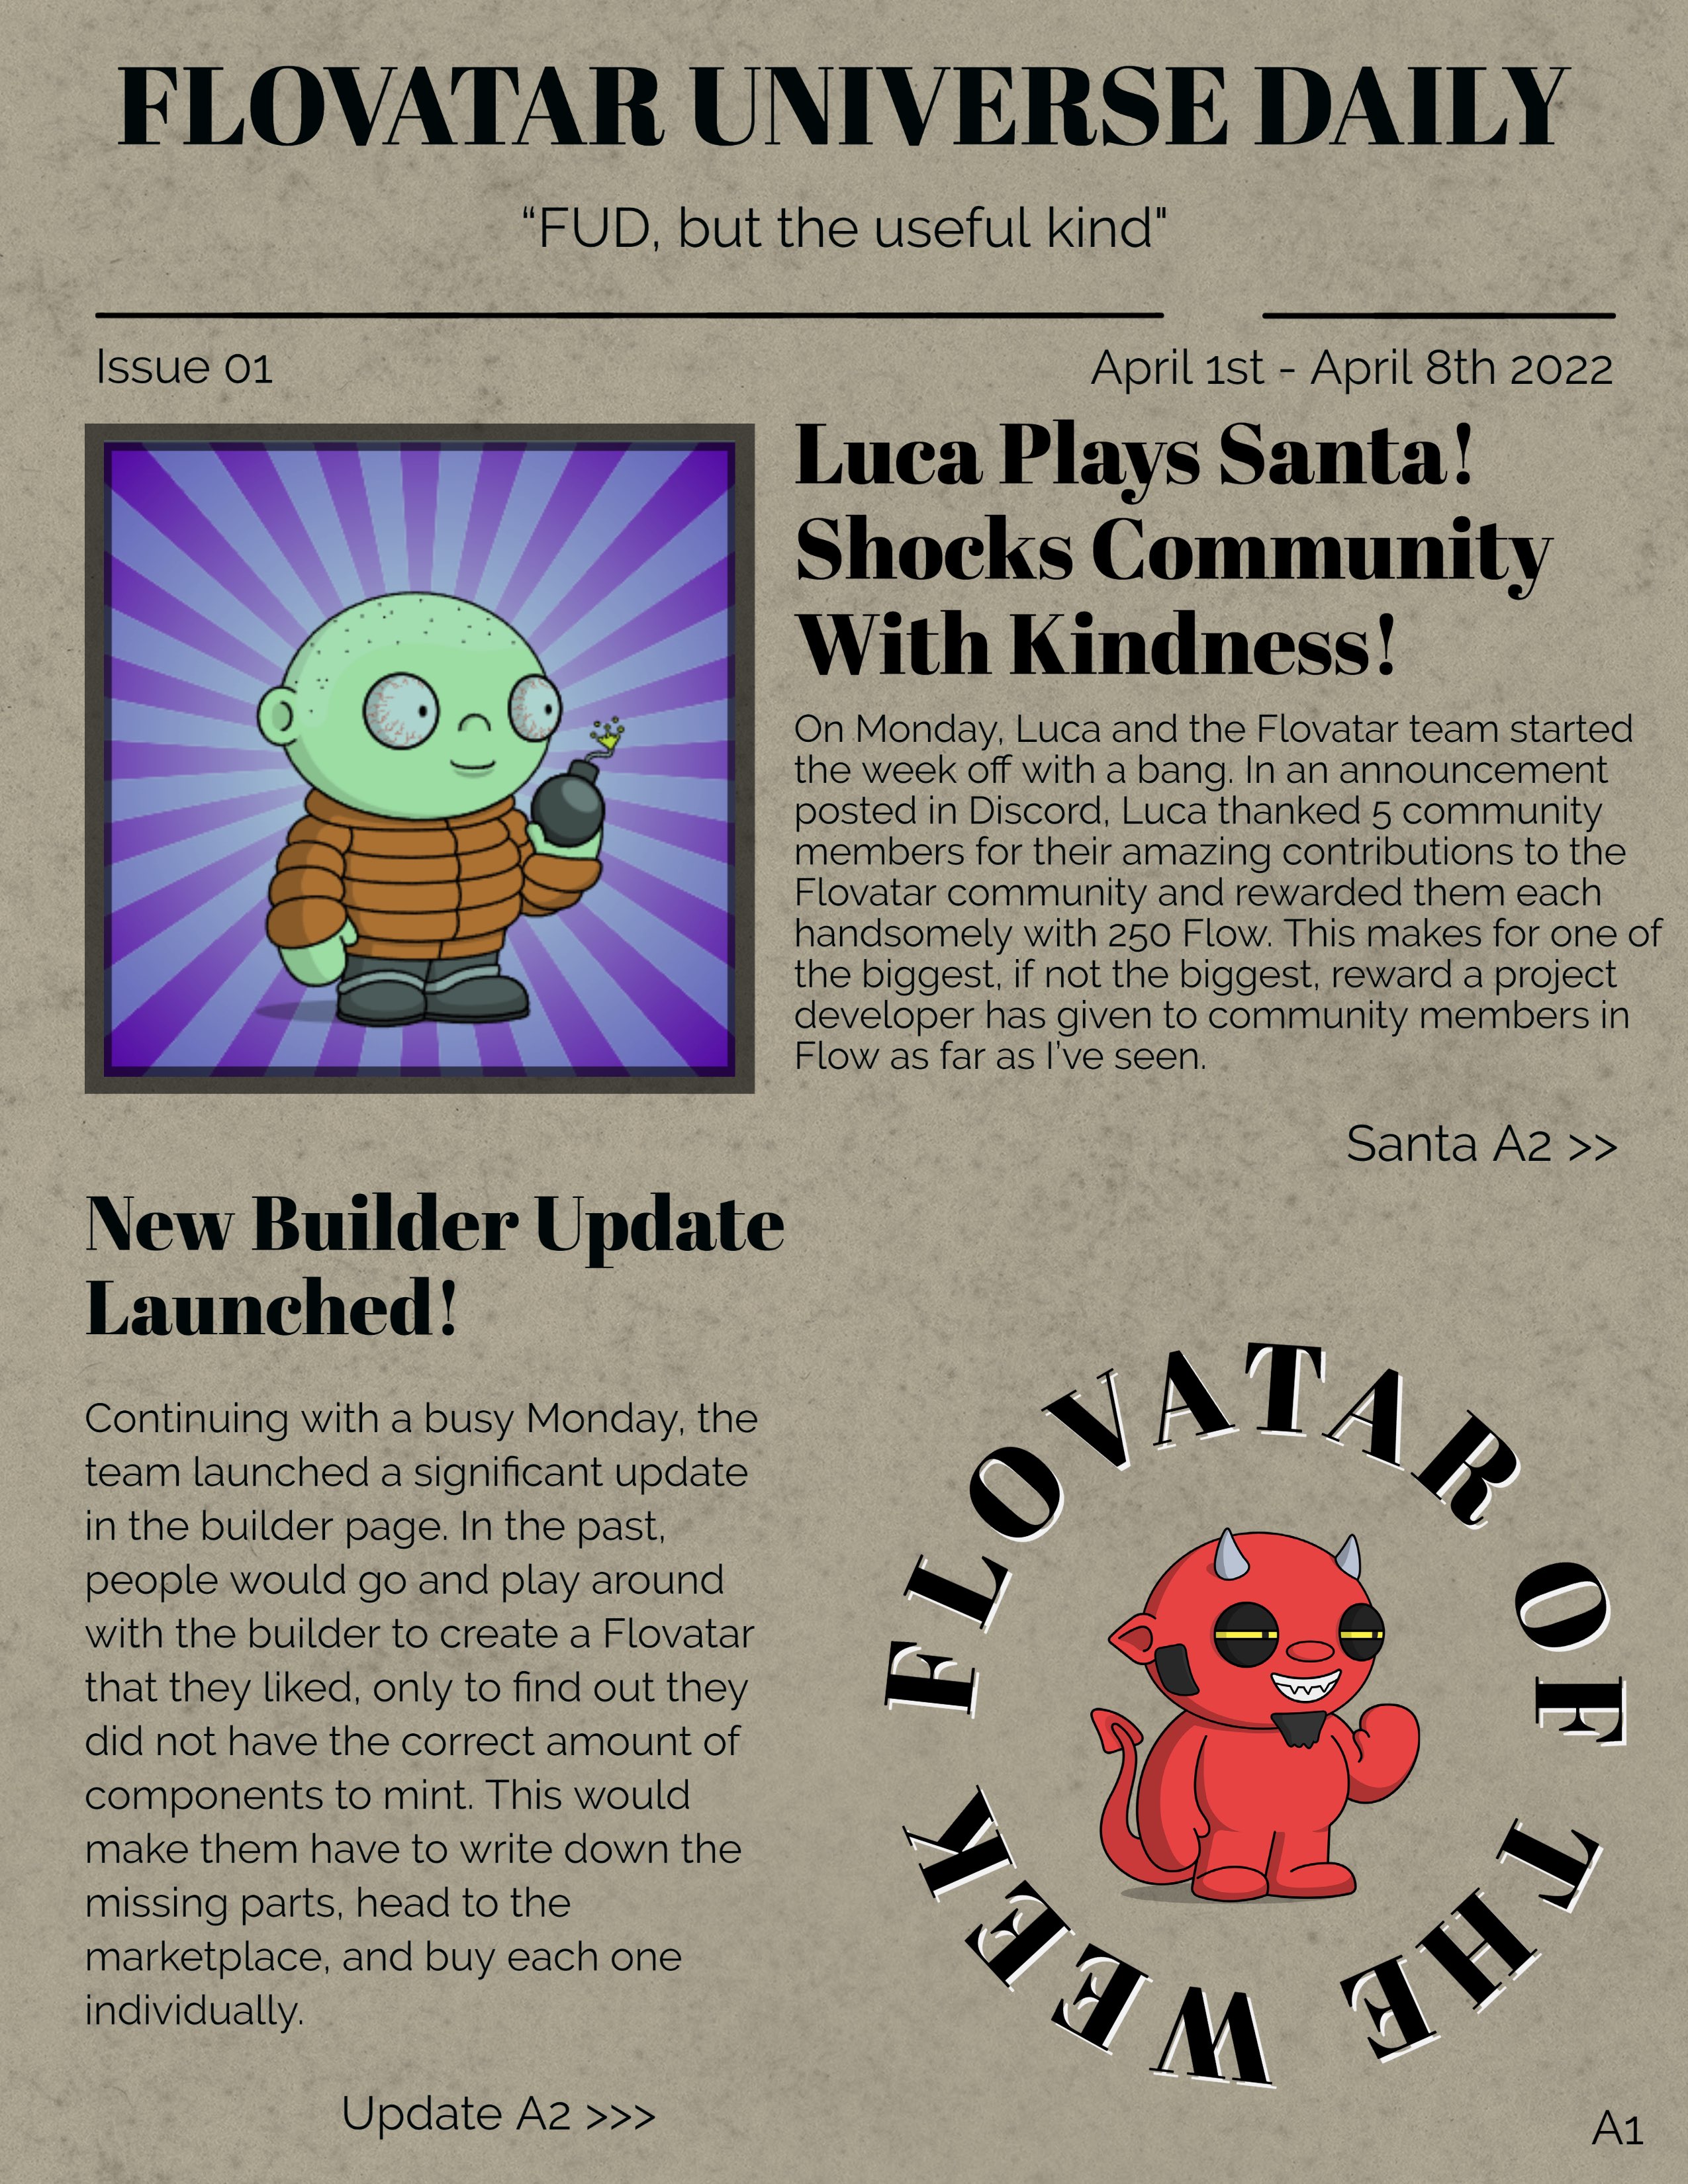 FLOVATAR UNIVERSE DAILY
“FUD, but the useful kind"
Issue 01
April 1st - April 8th 2022
Luca Plays Santa!
Shocks Community
With Kindness!
On Monday, Luca and the Flovatar team started
the week off with a bang. In an announcement
posted in Discord, Luca thanked 5 community
members for their amazing contributions to the
Flovatar community and rewarded them each
handsomely with 250 Flow. This makes for one of
the biggest, if not the biggest, reward a project
developer has given to community members in
Flow as far as I’ve seen.
Santa A2 >>
New Builder Update
Launched!
Continuing with a busy Monday, the
team launched a significant update
in the builder page. In the past,
people would go and play around
with the builder to create a Flovatar
that they liked, only to find out they
did not have the correct amount of
components to mint. This would
make them have to write down the
missing parts, head to the
marketplace, and buy each one
individually.
Update A2 >>>
FLOVATAR OF THE WEEK
A1